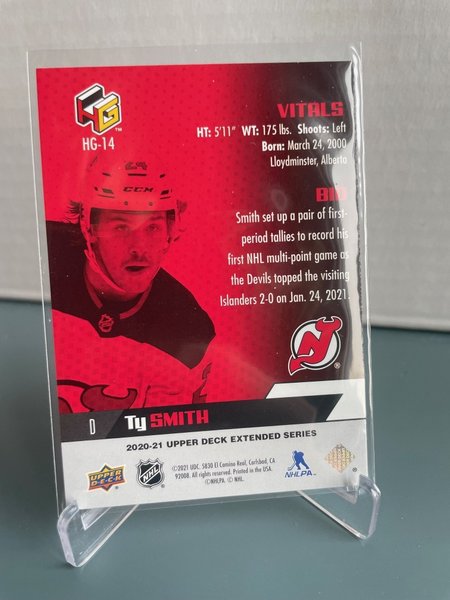 HG
TM
HG-14
VITALS
HT: 5'11" WT: 175 lbs. Shoots: Left
Born: March 24, 2000
Lloydminster, Alberta
BIO
Smith set up a pair of first-
period tallies to record his
first NHL multi-point game as
the Devils topped the visiting
Islanders 2-0 on Jan. 24, 2021.
24
CCM
NJ
®
D Ty SMITH
2020-21 UPPER DECK EXTENDED SERIES
UPPER DECK
NHL
©2021 UDC. 5830 El Camino Real, Carlsbad, CA
92008. All rights reserved. Printed in the USA.
©NHLPA. © NHL.
NHLPA
®